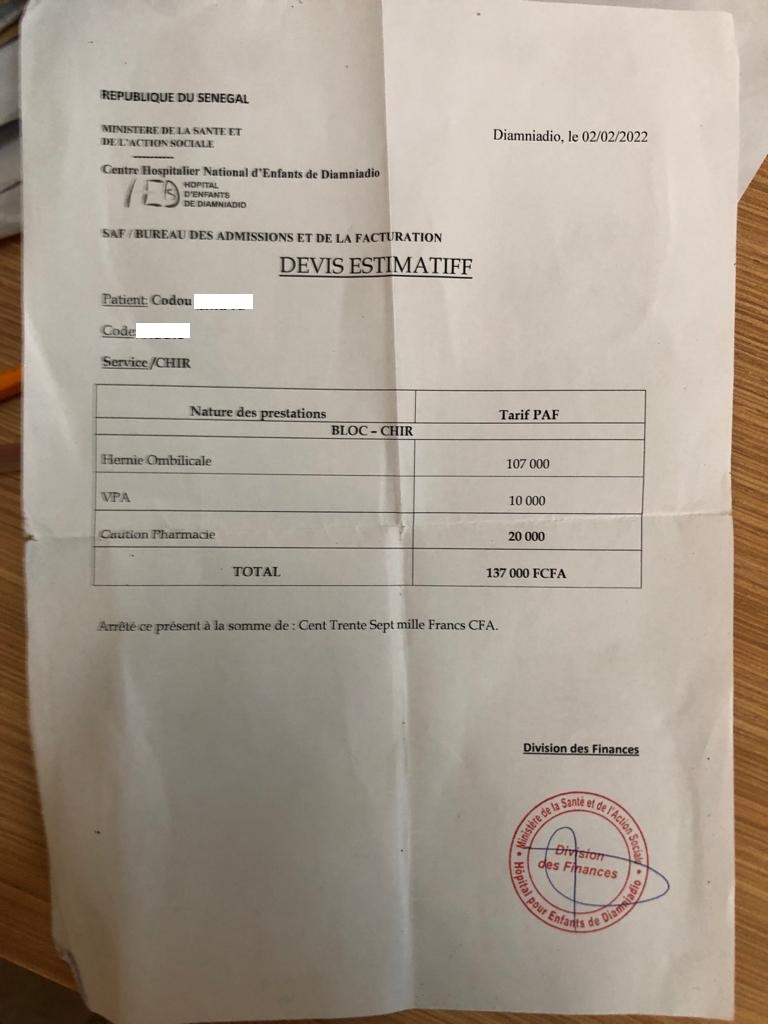 REPUBLIQUE DU SENEGAL
MINISTERE DE LA SANTE ET
DE L'ACTION SOCIALE
----------
Diamniadio, le 02/02/2022
Centre Hospitalier National d'Enfants de Diamniadio
HOPITAL
D'ENFANTS
DE DIAMNIADIO
SAF / BUREAU DES ADMISSIONS ET DE LA FACTURATION
DEVIS ESTIMATIFF
Patient: Codou
Code
Service /CHIR
Nature des prestations Tarif PAF
BLOC – CHIR
Hernie Ombilicale 107 000
VPA 10 000
Caution Pharmacie 20 000
TOTAL 137 000 FCFA
Arrêté ce présent à la somme de : Cent Trente Sept mille Francs CFA.
Division des Finances
Ministère de la Santé et de l'Action Sociale
Division
des Finances
Hôpital pour Enfants de Diamniadio